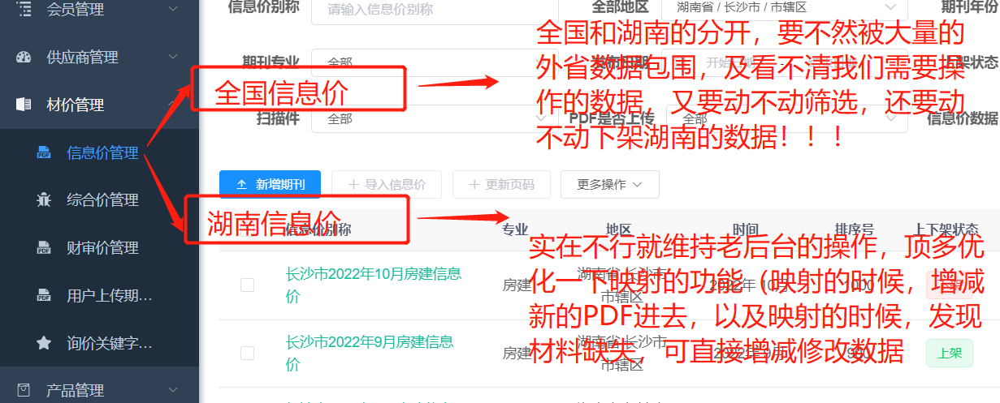 会员管理
供应商管理
材价管理
信息价管理
综合价管理
财审价管理
用户上传期...
询价关键字...
产品管理
信息价别称
请输入信息价别称
全部地区
湖南省 / 长沙市 / 市辖区
期刊年份
期刊专业
全部
发布日期
开始日期
上架状态
扫描件
全部
PDF是否上传
全部
信息价数据
全国信息价
全国和湖南的分开，要不然被大量的
外省数据包围，及看不清我们需要操
作的数据，又要动不动筛选，还要动
不动下架湖南的数据！！！
新增期刊
导入信息价
更新页码
更多操作
湖南信息价
信息价别称
专业
地区
时间
排序号
上下架状态
实在不行就维持老后台的操作，顶多优
化一下映射的功能（映射的时候，增减
新的PDF进去，以及映射的时候，发现
材料缺失，可直接增减修改数据
长沙市2022年10月房建信息
价
房建
湖南省 长沙市
市辖区
2022年 10月
1000
长沙市2022年9月房建信息
价
房建
湖南省 长沙市
市辖区
2022年 9月
900
上架